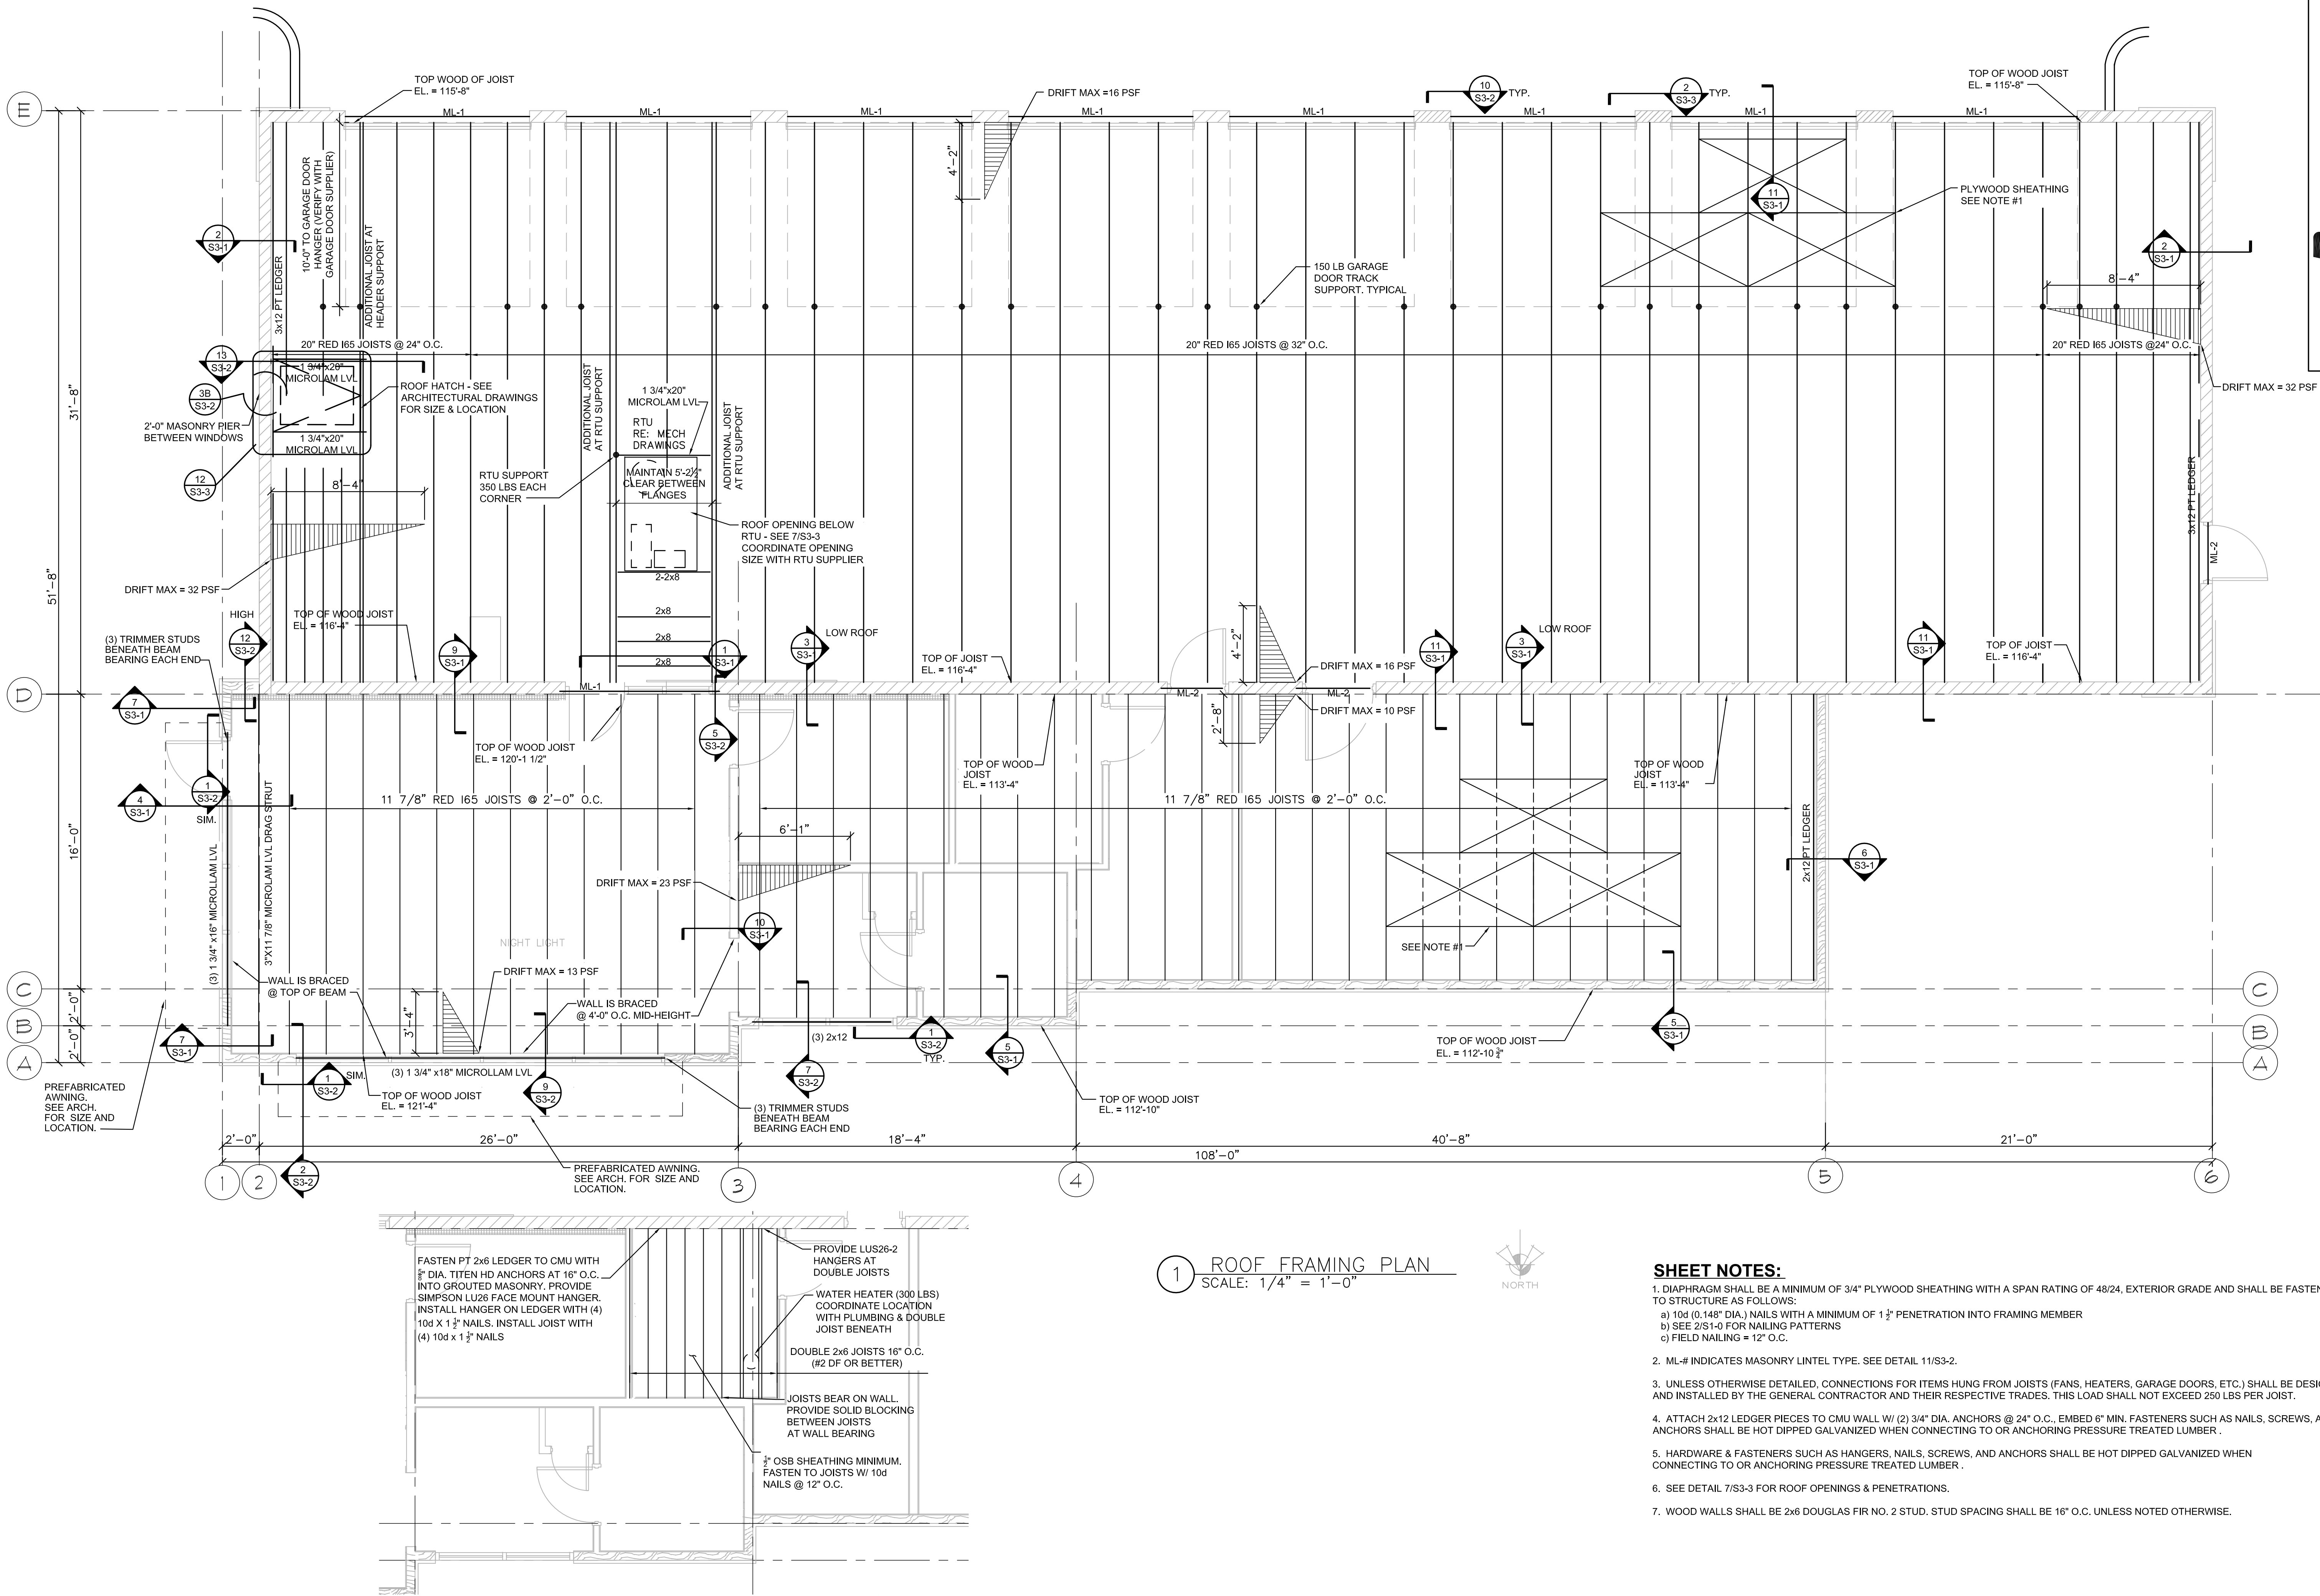 TOP WOOD OF JOIST
EL. = 115'-8"
DRIFT MAX =16 PSF
10
S3-2
TYP.
2
S3-3
TYP.
TOP OF WOOD JOIST
EL. = 115'-8"
E
ML-1
ML-1
ML-1
ML-1
ML-1
ML-1
ML-1
ML-1
4'-2"
10'-0" TO GARAGE DOOR
HANGER (VERIFY WITH
GARAGE DOOR SUPPLIER)
11
S3-1
PLYWOOD SHEATHING
SEE NOTE #1
2
S3-1
3x12 PT LEDGER
ADDITIONAL JOIST AT
HEADER SUPPORT
150 LB GARAGE
DOOR TRACK
SUPPORT. TYPICAL
2
S3-1
8'-4"
20" RED I65 JOISTS @ 24" O.C.
20" RED I65 JOISTS @ 32" O.C.
20" RED I65 JOISTS @24" O.C.
13
S3-2
1 3/4"x20"
MICROLAM LVL
3B
S3-2
ROOF HATCH - SEE
ARCHITECTURAL DRAWINGS
FOR SIZE & LOCATION
2'-0" MASONRY PIER
BETWEEN WINDOWS
1 3/4"x20"
MICROLAM LVL
12
S3-3
31'-8"
51'-8"
ADDITIONAL JOIST
AT RTU SUPPORT
1 3/4"x20"
MICROLAM LVL
RTU
RE: MECH
DRAWINGS
ADDITIONAL JOIST
AT RTU SUPPORT
DRIFT MAX = 32 PSF
8'-4"
RTU SUPPORT
350 LBS EACH
CORNER
MAINTAIN 5'-2½"
CLEAR BETWEEN
FLANGES
ROOF OPENING BELOW
RTU - SEE 7/S3-3
COORDINATE OPENING
SIZE WITH RTU SUPPLIER
3x12 PT LEDGER
ML-2
DRIFT MAX = 32 PSF
2-2x8
2x8
2x8
2x8
HIGH
12
S3-2
TOP OF WOOD JOIST
EL. = 116'-4"
(3) TRIMMER STUDS
BENEATH BEAM
BEARING EACH END
9
S3-1
1
S3-1
3
S3-1
LOW ROOF
TOP OF JOIST
EL. = 116'-4"
4'-2"
DRIFT MAX = 16 PSF
11
S3-1
3
S3-1
LOW ROOF
11
S3-1
TOP OF JOIST
EL. = 116'-4"
D
ML-1
ML-2
ML-2
7
S3-1
2'-8"
DRIFT MAX = 10 PSF
5
S3-2
TOP OF WOOD JOIST
EL. = 120'-1 1/2"
TOP OF WOOD
JOIST
EL. = 113'-4"
TOP OF WOOD
JOIST
EL. = 113'-4"
4
S3-1
1
S3-2
SIM.
11 7/8" RED I65 JOISTS @ 2'-0" O.C.
11 7/8" RED I65 JOISTS @ 2'-0" O.C.
16'-0"
(3) 1 3/4" x16" MICROLLAM LVL
3"X11 7/8" MICROLAM LVL DRAG STRUT
6'-1"
2x12 PT LEDGER
6
S3-1
DRIFT MAX = 23 PSF
10
S3-1
NIGHT LIGHT
SEE NOTE #1
DRIFT MAX = 13 PSF
WALL IS BRACED
@ TOP OF BEAM
WALL IS BRACED
@ 4'-0" O.C. MID-HEIGHT
C
2'-0"
3'-4"
C
B
2'-0"
7
S3-1
(3) 2x12
1
S3-2
TYP.
5
S3-1
5
S3-1
B
TOP OF WOOD JOIST
EL. = 112'-10 ¾"
A
A
(3) 1 3/4" x18" MICROLLAM LVL
1
S3-2
SIM.
TOP OF WOOD JOIST
EL. = 121'-4"
9
S3-2
7
S3-2
PREFABRICATED
AWNING.
SEE ARCH.
FOR SIZE AND
LOCATION.
(3) TRIMMER STUDS
BENEATH BEAM
BEARING EACH END
TOP OF WOOD JOIST
EL. = 112'-10"
2'-0"
26'-0"
18'-4"
40'-8"
21'-0"
108'-0"
1
2
2
S3-2
PREFABRICATED AWNING.
SEE ARCH. FOR SIZE AND
LOCATION.
3
4
5
6
FASTEN PT 2x6 LEDGER TO CMU WITH
DIA. TITEN HD ANCHORS AT 16" O.C.
INTO GROUTED MASONRY. PROVIDE
SIMPSON LU26 FACE MOUNT HANGER.
INSTALL HANGER ON LEDGER WITH (4)
10d X 1 ½" NAILS. INSTALL JOIST WITH
(4) 10d x 1 ½" NAILS
PROVIDE LUS26-2
HANGERS AT
DOUBLE JOISTS
WATER HEATER (300 LBS)
COORDINATE LOCATION
WITH PLUMBING & DOUBLE
JOIST BENEATH
DOUBLE 2x6 JOISTS 16" O.C.
(#2 DF OR BETTER)
JOISTS BEAR ON WALL.
PROVIDE SOLID BLOCKING
BETWEEN JOISTS
AT WALL BEARING
½" OSB SHEATHING MINIMUM.
FASTEN TO JOISTS W/ 10d
NAILS @ 12" O.C.
1
ROOF FRAMING PLAN
SCALE: 1/4" = 1'-0"
NORTH
SHEET NOTES:
1. DIAPHRAGM SHALL BE A MINIMUM OF 3/4" PLYWOOD SHEATHING WITH A SPAN RATING OF 48/24, EXTERIOR GRADE AND SHALL BE FASTEN
TO STRUCTURE AS FOLLOWS:
a) 10d (0.148" DIA.) NAILS WITH A MINIMUM OF 1 ½" PENETRATION INTO FRAMING MEMBER
b) SEE 2/S1-0 FOR NAILING PATTERNS
c) FIELD NAILING = 12" O.C.
2. ML-# INDICATES MASONRY LINTEL TYPE. SEE DETAIL 11/S3-2.
3. UNLESS OTHERWISE DETAILED, CONNECTIONS FOR ITEMS HUNG FROM JOISTS (FANS, HEATERS, GARAGE DOORS, ETC.) SHALL BE DESI
AND INSTALLED BY THE GENERAL CONTRACTOR AND THEIR RESPECTIVE TRADES. THIS LOAD SHALL NOT EXCEED 250 LBS PER JOIST.
4. ATTACH 2x12 LEDGER PIECES TO CMU WALL W/ (2) 3/4" DIA. ANCHORS @ 24" O.C., EMBED 6" MIN. FASTENERS SUCH AS NAILS, SCREWS, A
ANCHORS SHALL BE HOT DIPPED GALVANIZED WHEN CONNECTING TO OR ANCHORING PRESSURE TREATED LUMBER .
5. HARDWARE & FASTENERS SUCH AS HANGERS, NAILS, SCREWS, AND ANCHORS SHALL BE HOT DIPPED GALVANIZED WHEN
CONNECTING TO OR ANCHORING PRESSURE TREATED LUMBER .
6. SEE DETAIL 7/S3-3 FOR ROOF OPENINGS & PENETRATIONS.
7. WOOD WALLS SHALL BE 2x6 DOUGLAS FIR NO. 2 STUD. STUD SPACING SHALL BE 16" O.C. UNLESS NOTED OTHERWISE.